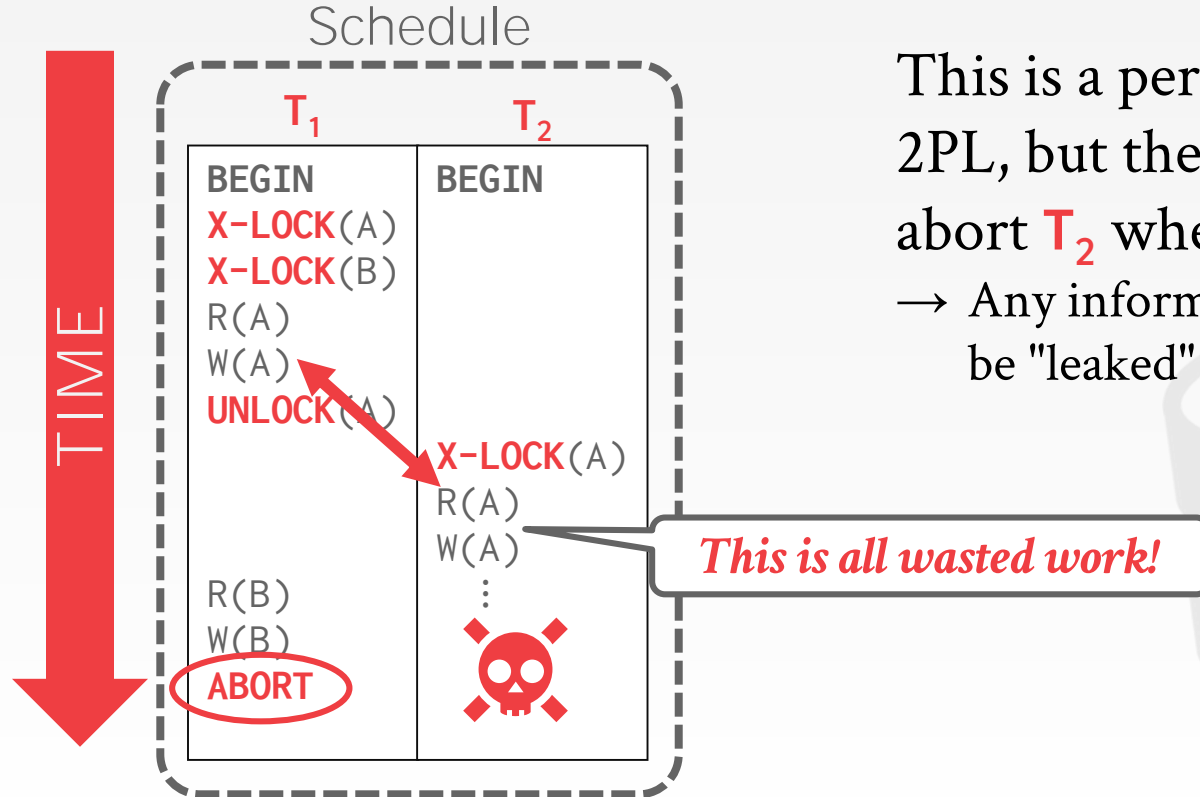 Schedule
TIME
T₁ T₂
BEGIN BEGIN
X-LOCK(A)
X-LOCK(B)
R(A)
W(A)
UNLOCK(A)
X-LOCK(A)
R(A)
W(A)
⋮
R(B)
W(B)
ABORT
This is all wasted work!
This is a per
2PL, but the
abort T₂ whe
→ Any inform
be "leaked"